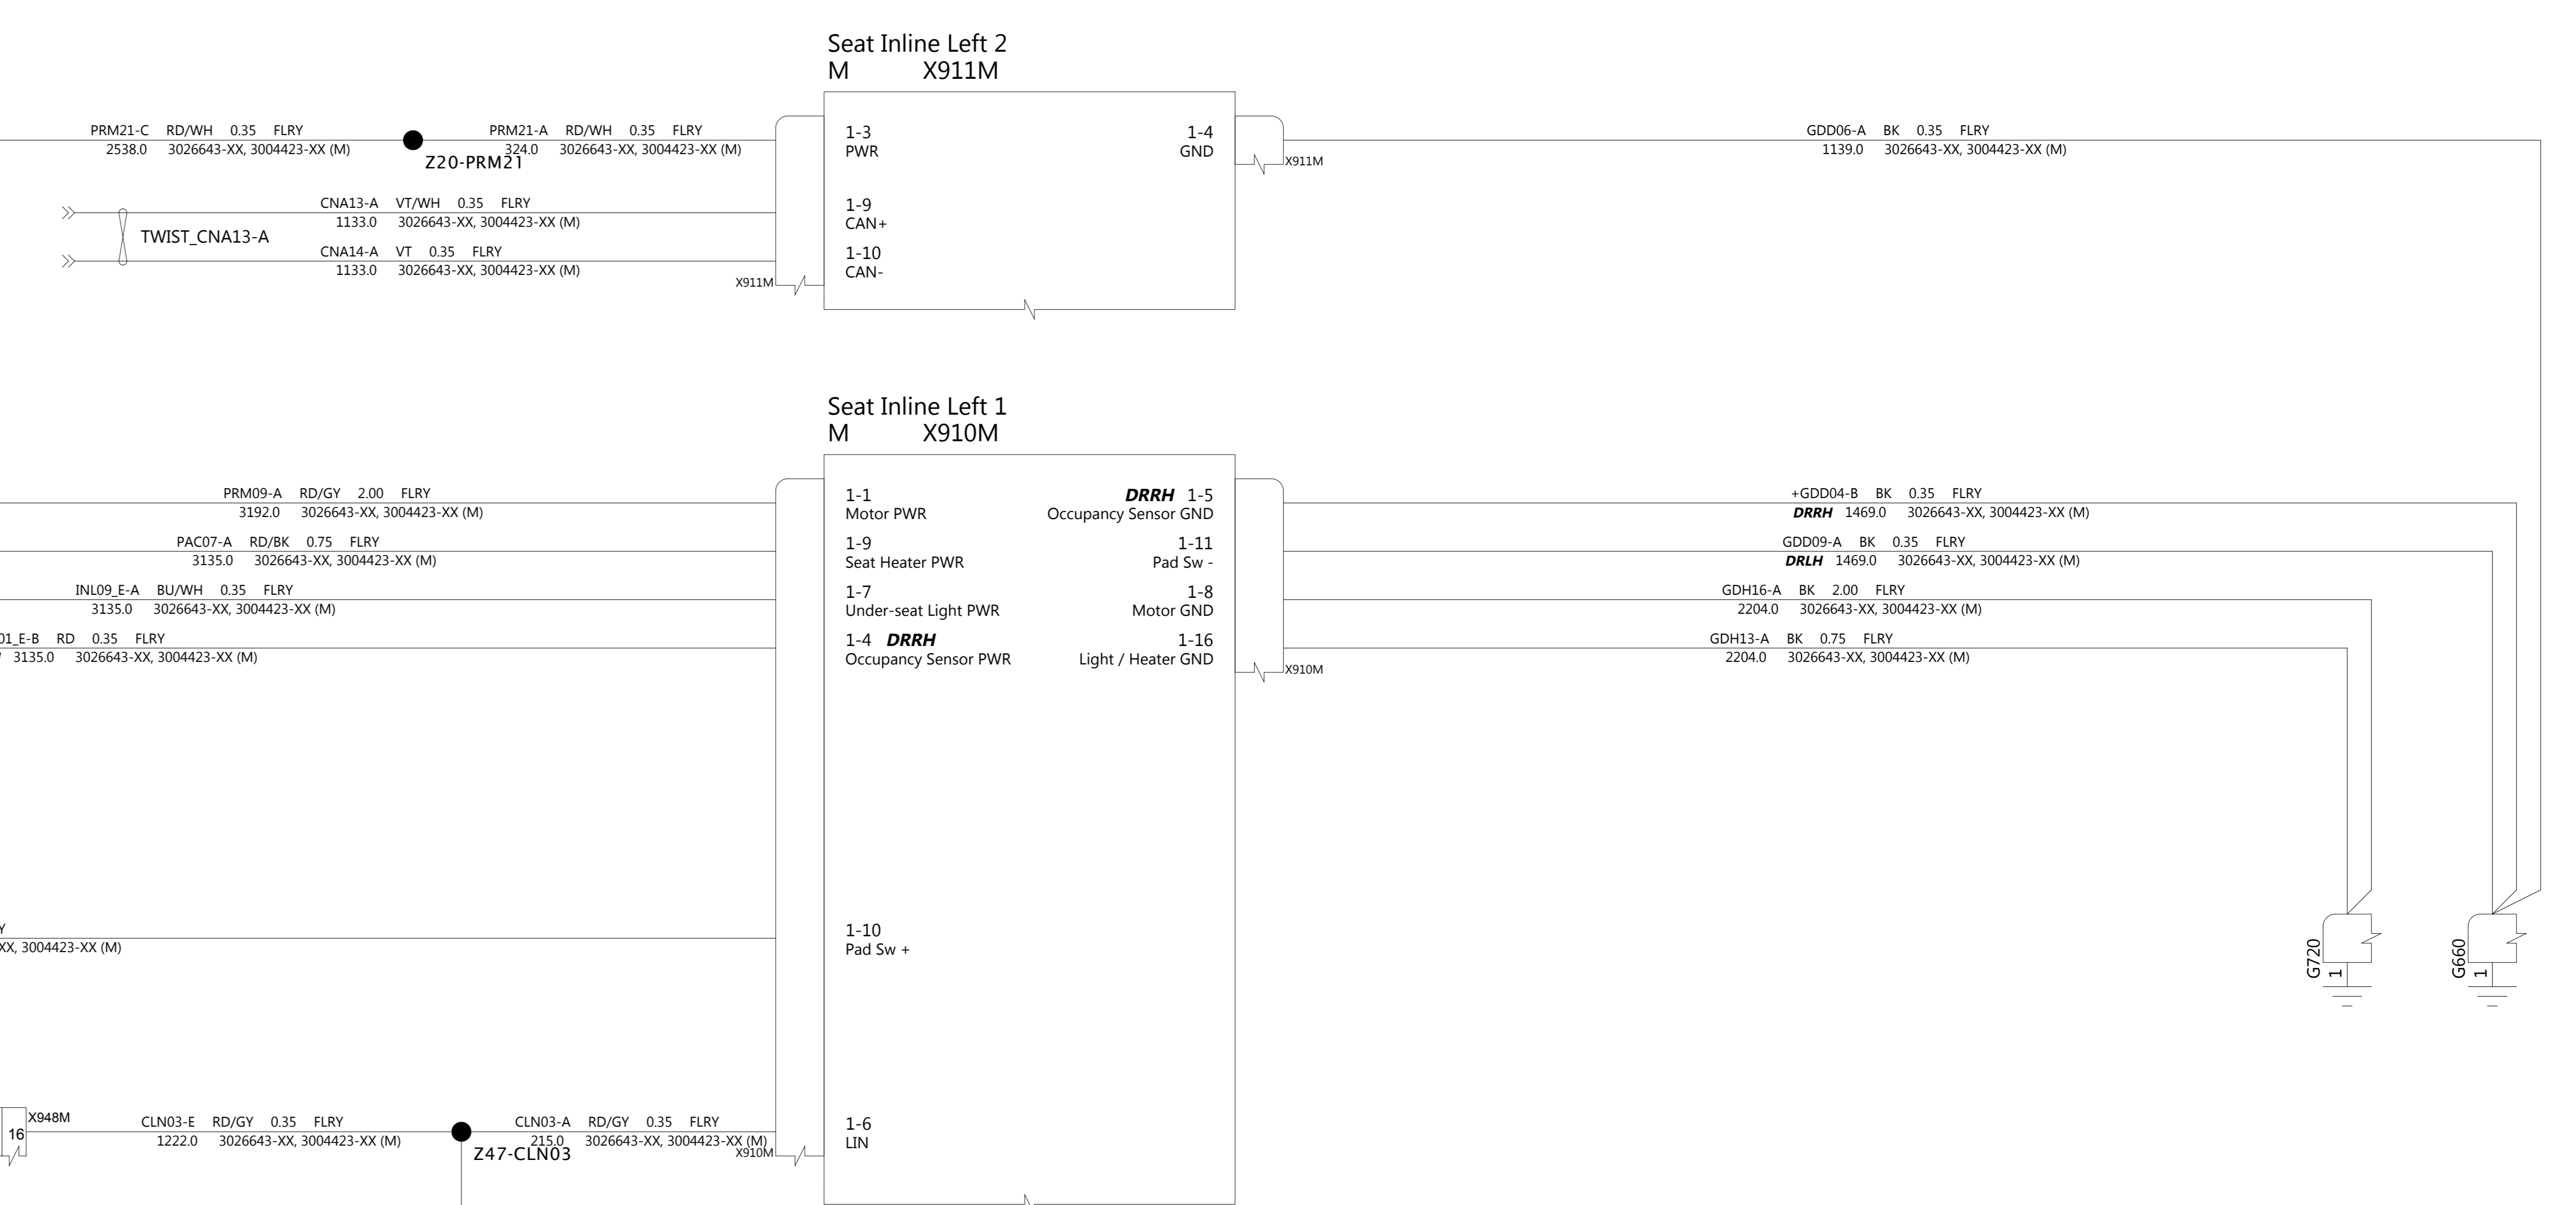 Seat Inline Left 2
M X911M
PRM21-C RD/WH 0.35 FLRY
2538.0 3026643-XX, 3004423-XX (M)
Z20-PRM21
PRM21-A RD/WH 0.35 FLRY
324.0 3026643-XX, 3004423-XX (M)
1-3
PWR
1-4
GND
X911M
GDD06-A BK 0.35 FLRY
1139.0 3026643-XX, 3004423-XX (M)
CNA13-A VT/WH 0.35 FLRY
1133.0 3026643-XX, 3004423-XX (M)
TWIST_CNA13-A
CNA14-A VT 0.35 FLRY
1133.0 3026643-XX, 3004423-XX (M)
1-9
CAN+
1-10
CAN-
X911M
Seat Inline Left 1
M X910M
PRM09-A RD/GY 2.00 FLRY
3192.0 3026643-XX, 3004423-XX (M)
1-1
Motor PWR
DRRH 1-5
Occupancy Sensor GND
+GDD04-B BK 0.35 FLRY
DRRH 1469.0 3026643-XX, 3004423-XX (M)
PAC07-A RD/BK 0.75 FLRY
3135.0 3026643-XX, 3004423-XX (M)
1-9
Seat Heater PWR
1-11
Pad Sw -
GDD09-A BK 0.35 FLRY
DRLH 1469.0 3026643-XX, 3004423-XX (M)
INL09_E-A BU/WH 0.35 FLRY
3135.0 3026643-XX, 3004423-XX (M)
1-7
Under-seat Light PWR
1-8
Motor GND
GDH16-A BK 2.00 FLRY
2204.0 3026643-XX, 3004423-XX (M)
01_E-B RD 0.35 FLRY
3135.0 3026643-XX, 3004423-XX (M)
1-4 DRRH
Occupancy Sensor PWR
1-16
Light / Heater GND
X910M
GDH13-A BK 0.75 FLRY
2204.0 3026643-XX, 3004423-XX (M)
Y
XX, 3004423-XX (M)
1-10
Pad Sw +
G720
1
G660
1
X948M
16
CLN03-E RD/GY 0.35 FLRY
1222.0 3026643-XX, 3004423-XX (M)
Z47-CLN03
CLN03-A RD/GY 0.35 FLRY
215.0 3026643-XX, 3004423-XX (M)
X910M
1-6
LIN